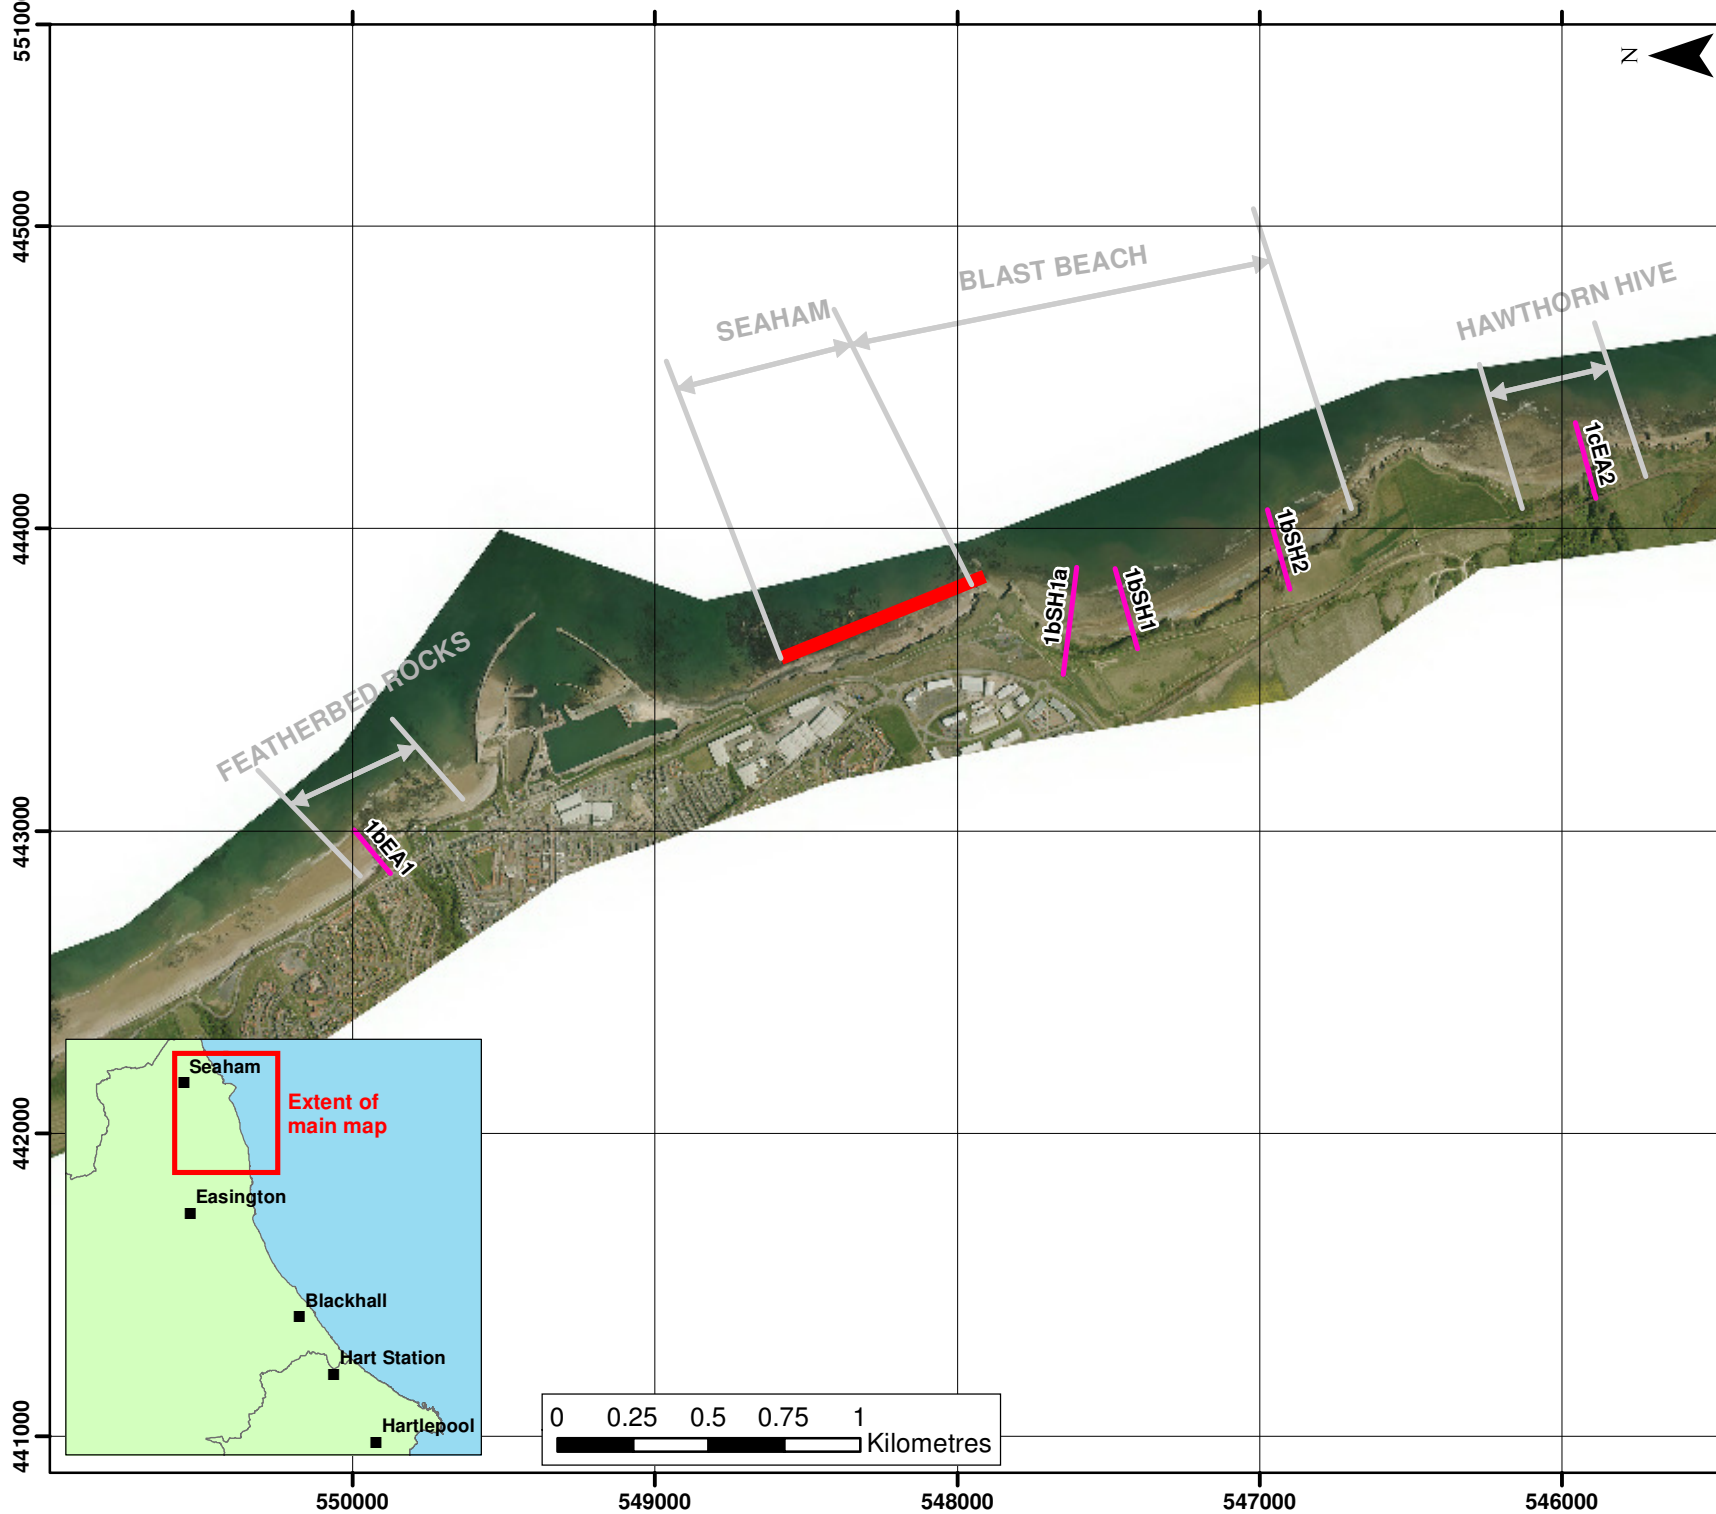 55100
N
445000
BLAST BEACH
SEAHAM
HAWTHORN HIVE
1cEA2
444000
1bSH2
1bSH1a
1bSH1
FEATHERBED ROCKS
443000
1bEA1
Seaham
Extent of
main map
442000
Easington
Blackhall
Hart Station
Hartlepool
441000
0 0.25 0.5 0.75 1
Kilometres
550000 549000 548000 547000 546000